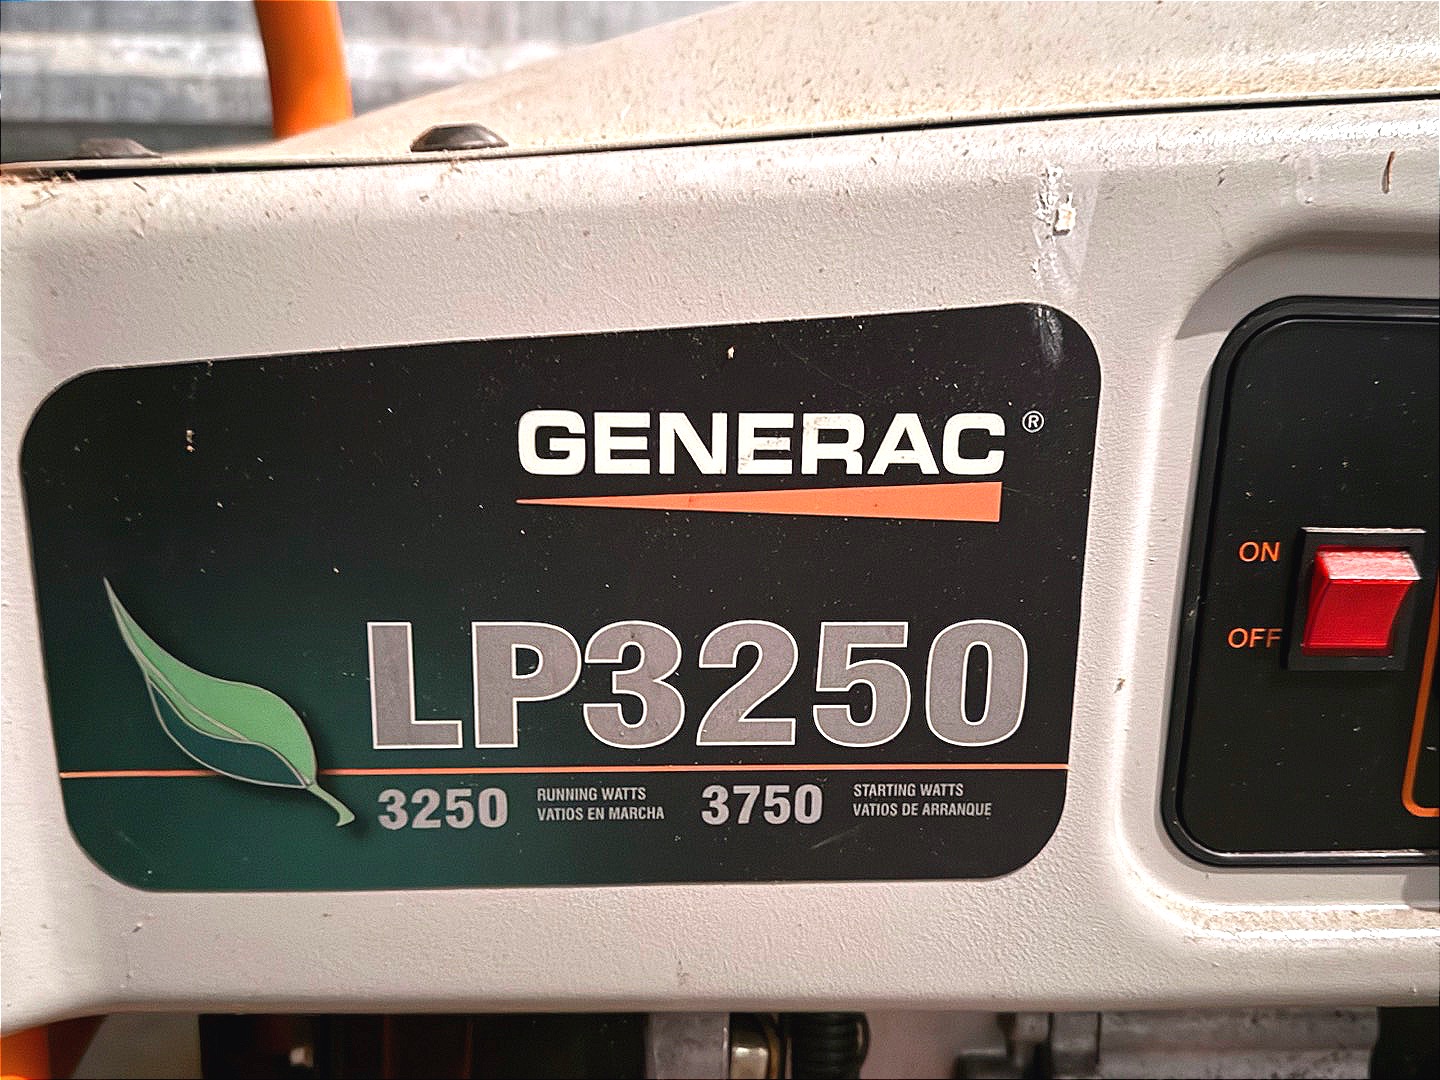 GENERAC®
LP3250
3250 RUNNING WATTS
VATIOS EN MARCHA
3750 STARTING WATTS
VATIOS DE ARRANQUE
ON
OFF